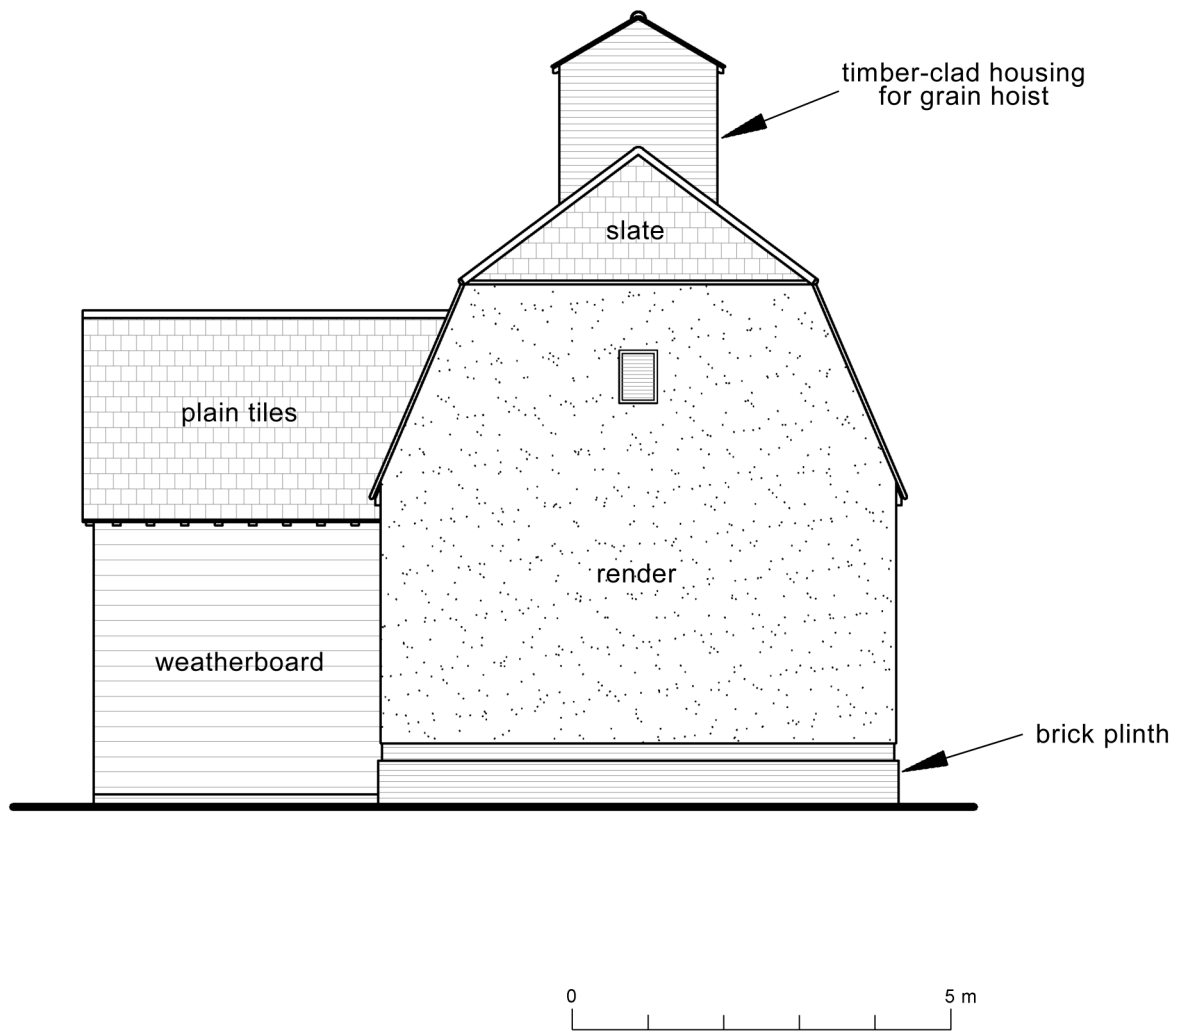 timber-clad housing
for grain hoist
slate
plain tiles
render
weatherboard
brick plinth
0
5 m